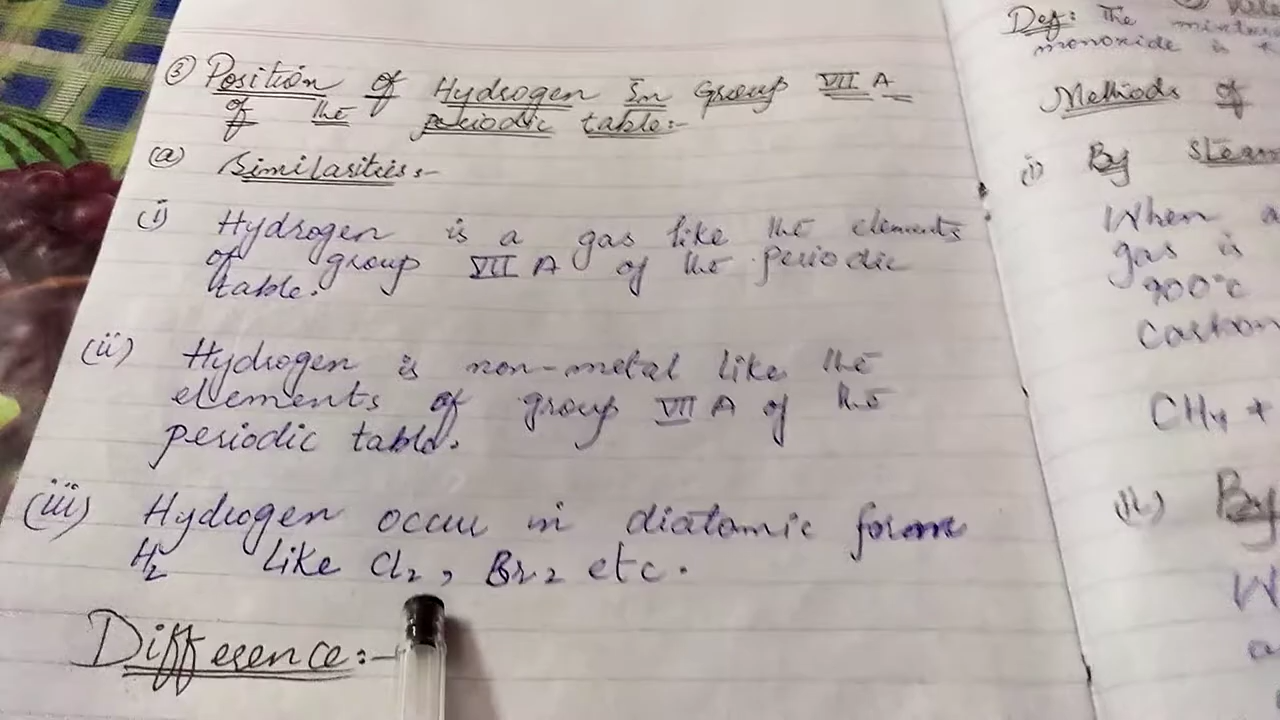 ③ Position of Hydrogen In Group VII A
of the periodic table:-
(a) Similarities:-
(i) Hydrogen is a gas like the elements
of group VII A of the periodic
table.
(ii) Hydrogen is non-metal like the
elements of group VII A of the
periodic table.
(iii) Hydrogen occur in diatomic form
H₂ like Cl₂, Br₂ etc.
Difference:-
Def: The
monoxide is
Methods of
(i) By
When a
gas is
900°C
CH₄ +
(ii) By
W
a